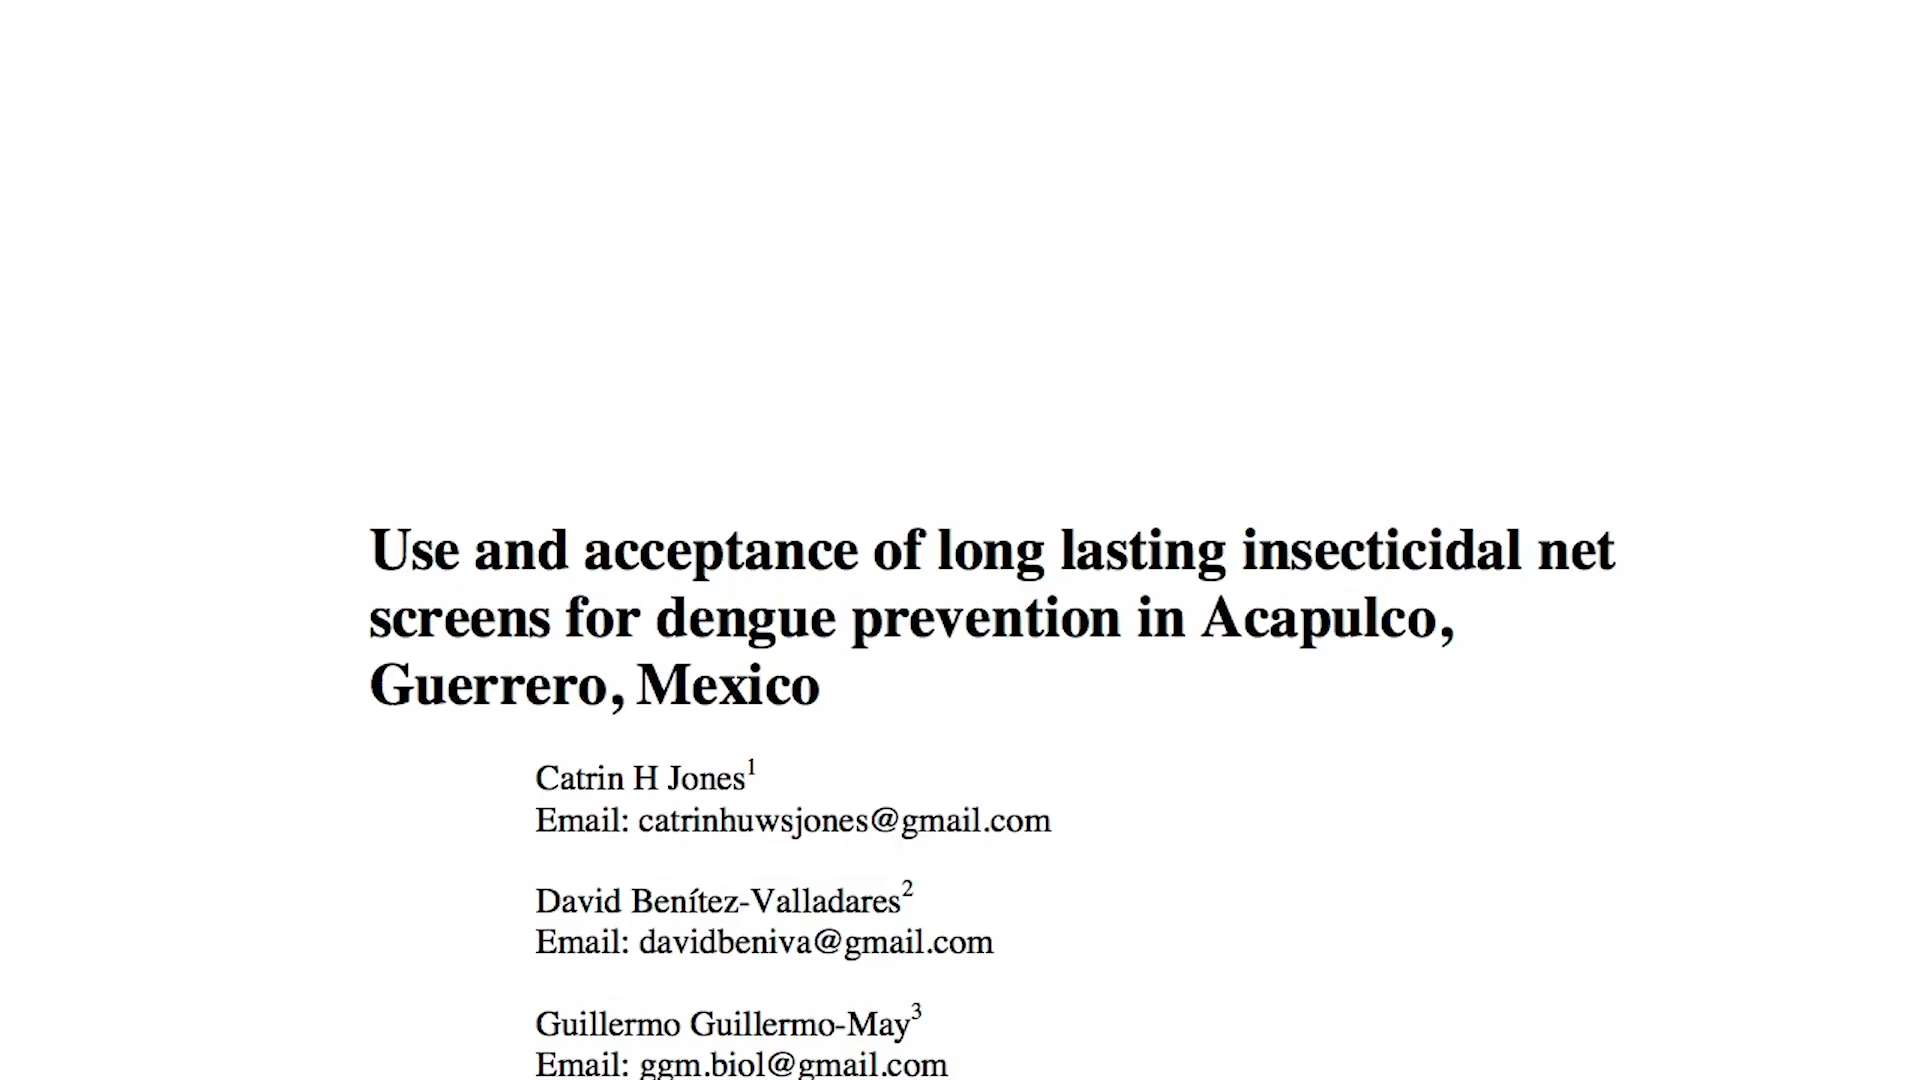 Use and acceptance of long lasting insecticidal net
screens for dengue prevention in Acapulco,
Guerrero, Mexico
Catrin H Jones1
Email: catrinhuwsjones@gmail.com
David Benítez-Valladares2
Email: davidbeniva@gmail.com
Guillermo Guillermo-May3
Email: ggm.biol@gmail.com